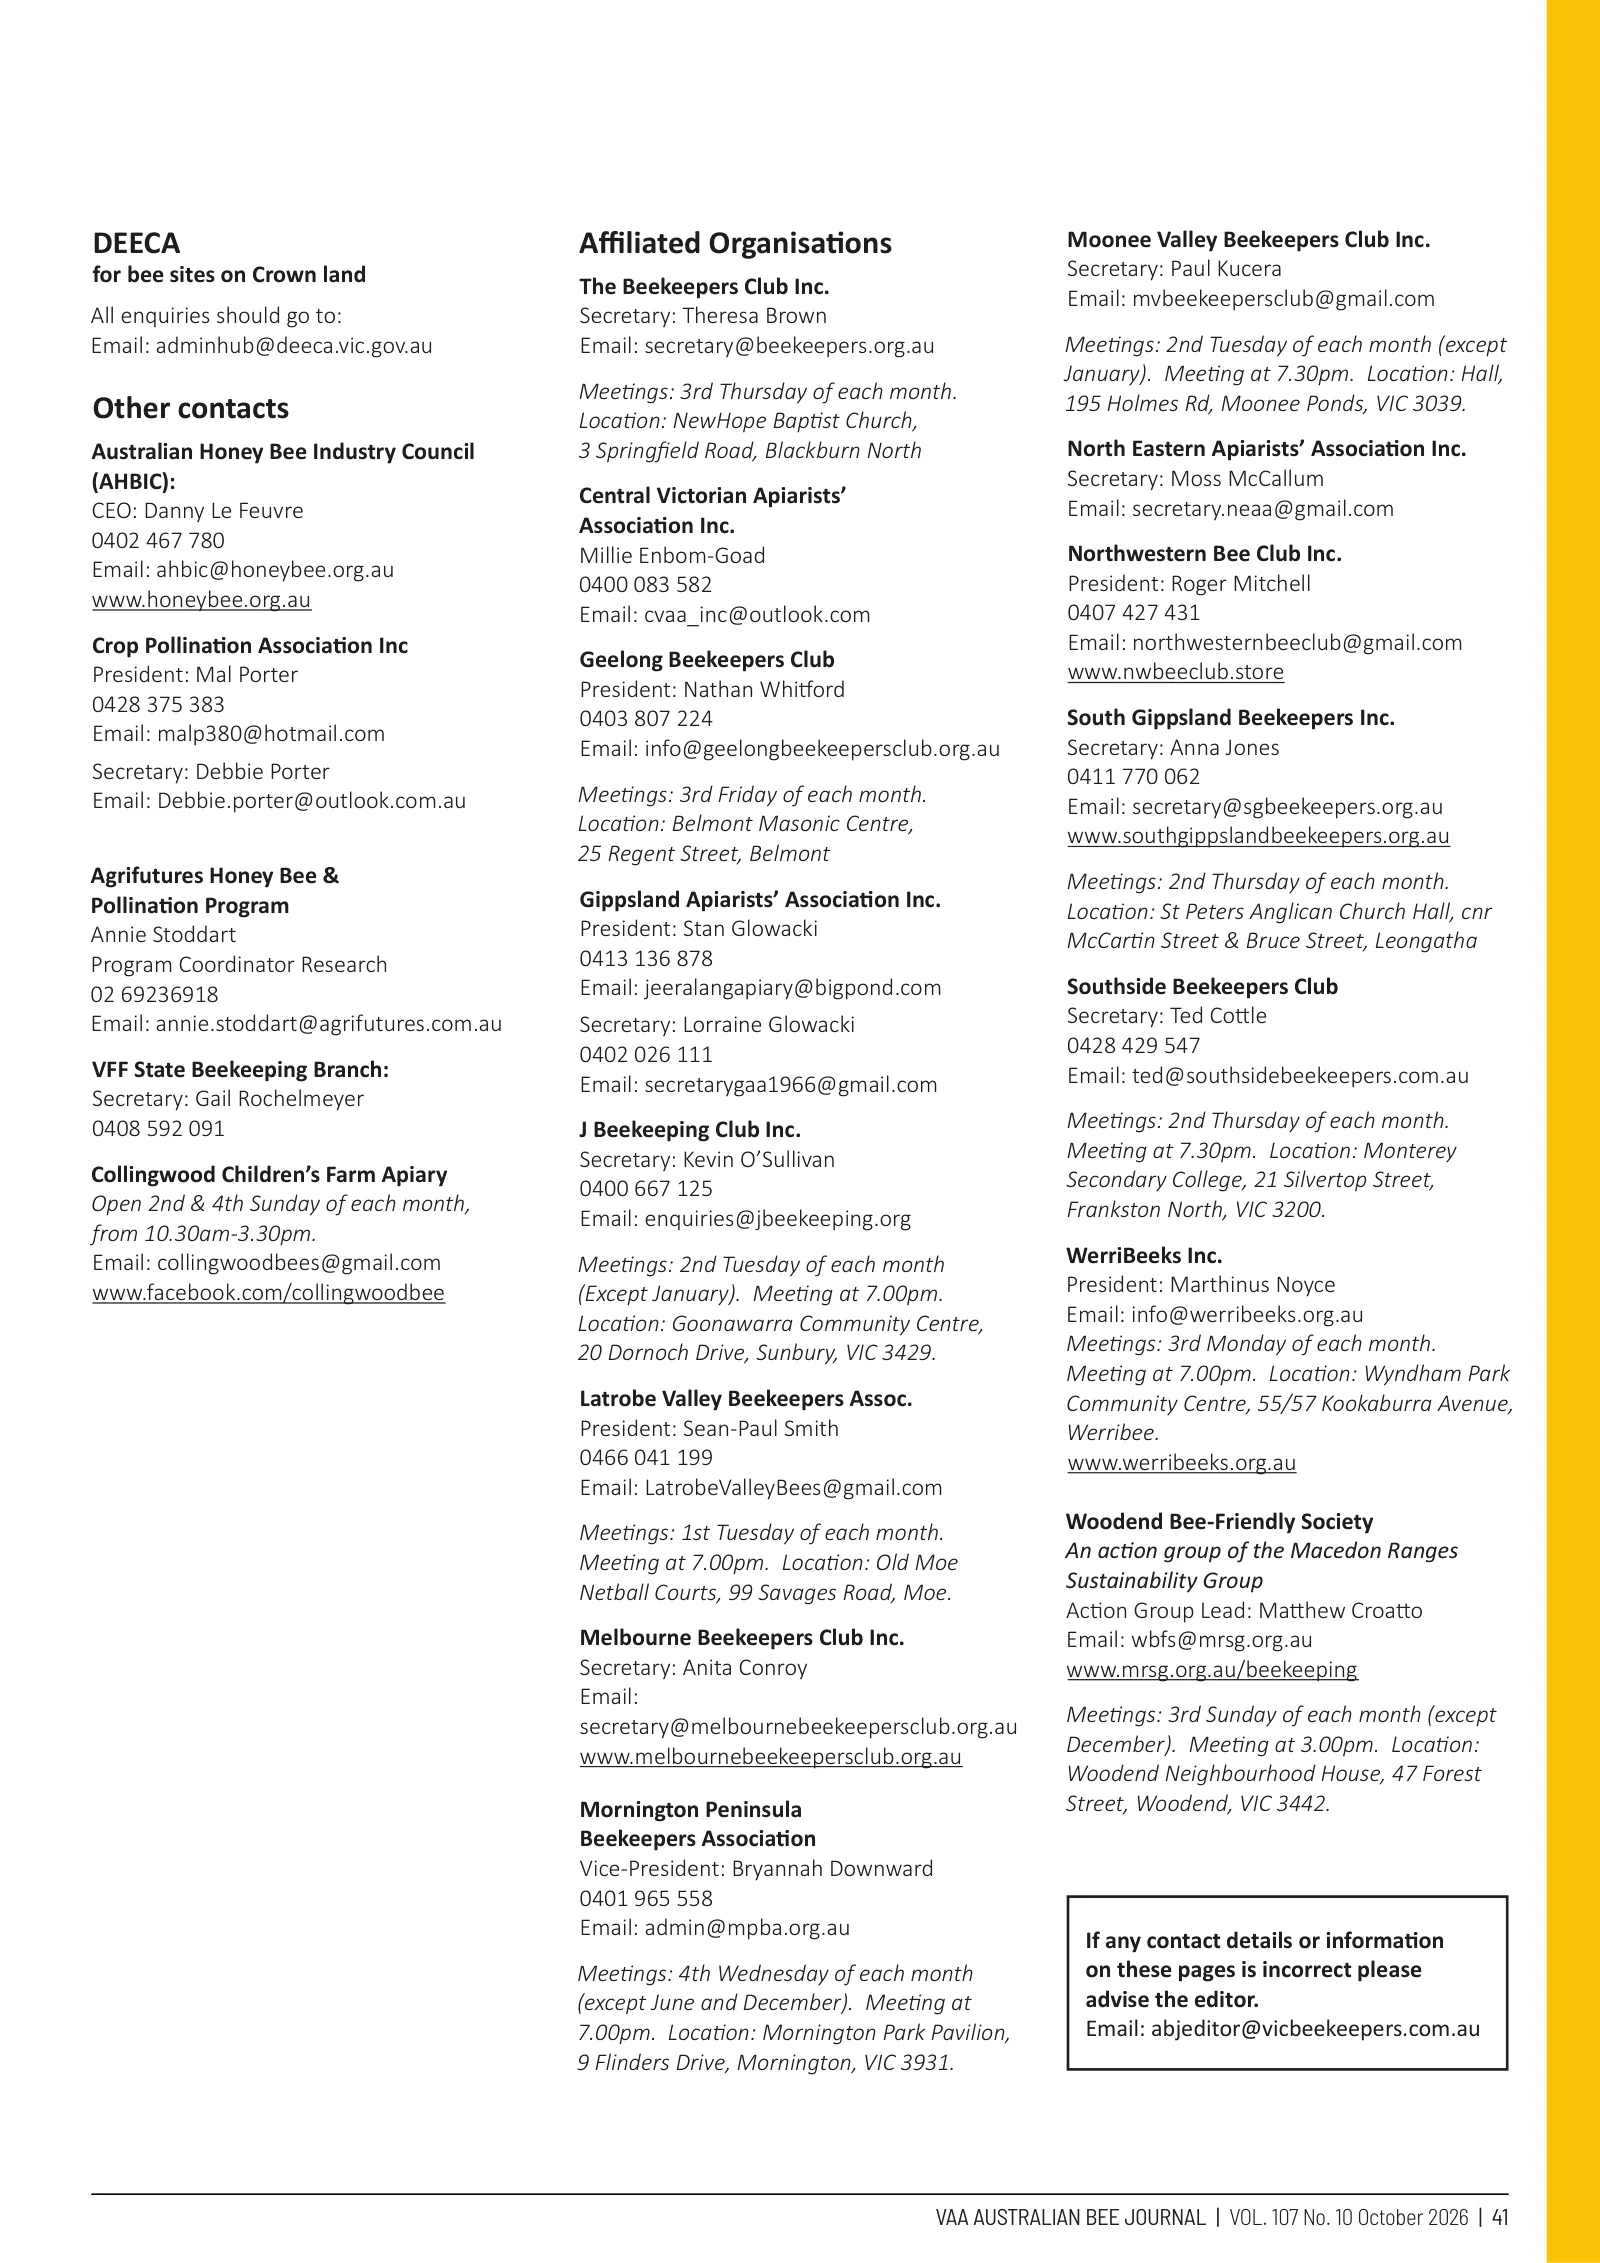 DEECA
for bee sites on Crown land
All enquiries should go to:
Email: adminhub@deeca.vic.gov.au
Other contacts
Australian Honey Bee Industry Council
(AHBIC):
CEO: Danny Le Feuvre
0402 467 780
Email: ahbic@honeybee.org.au
www.honeybee.org.au
Crop Pollination Association Inc
President: Mal Porter
0428 375 383
Email: malp380@hotmail.com
Secretary: Debbie Porter
Email: Debbie.porter@outlook.com.au
Agrifutures Honey Bee &
Pollination Program
Annie Stoddart
Program Coordinator Research
02 69236918
Email: annie.stoddart@agrifutures.com.au
VFF State Beekeeping Branch:
Secretary: Gail Rochelmeyer
0408 592 091
Collingwood Children’s Farm Apiary
Open 2nd & 4th Sunday of each month,
from 10.30am-3.30pm.
Email: collingwoodbees@gmail.com
www.facebook.com/collingwoodbee
Affiliated Organisations
The Beekeepers Club Inc.
Secretary: Theresa Brown
Email: secretary@beekeepers.org.au
Meetings: 3rd Thursday of each month.
Location: NewHope Baptist Church,
3 Springfield Road, Blackburn North
Central Victorian Apiarists’
Association Inc.
Millie Enbom-Goad
0400 083 582
Email: cvaa_inc@outlook.com
Geelong Beekeepers Club
President: Nathan Whitford
0403 807 224
Email: info@geelongbeekeepersclub.org.au
Meetings: 3rd Friday of each month.
Location: Belmont Masonic Centre,
25 Regent Street, Belmont
Gippsland Apiarists’ Association Inc.
President: Stan Glowacki
0413 136 878
Email: jeeralangapiary@bigpond.com
Secretary: Lorraine Glowacki
0402 026 111
Email: secretarygaa1966@gmail.com
J Beekeeping Club Inc.
Secretary: Kevin O’Sullivan
0400 667 125
Email: enquiries@jbeekeeping.org
Meetings: 2nd Tuesday of each month
(Except January). Meeting at 7.00pm.
Location: Goonawarra Community Centre,
20 Dornoch Drive, Sunbury, VIC 3429.
Latrobe Valley Beekeepers Assoc.
President: Sean-Paul Smith
0466 041 199
Email: LatrobeValleyBees@gmail.com
Meetings: 1st Tuesday of each month.
Meeting at 7.00pm. Location: Old Moe
Netball Courts, 99 Savages Road, Moe.
Melbourne Beekeepers Club Inc.
Secretary: Anita Conroy
Email:
secretary@melbournebeekeepersclub.org.au
www.melbournebeekeepersclub.org.au
Mornington Peninsula
Beekeepers Association
Vice-President: Bryannah Downward
0401 965 558
Email: admin@mpba.org.au
Meetings: 4th Wednesday of each month
(except June and December). Meeting at
7.00pm. Location: Mornington Park Pavilion,
9 Flinders Drive, Mornington, VIC 3931.
Moonee Valley Beekeepers Club Inc.
Secretary: Paul Kucera
Email: mvbeekeepersclub@gmail.com
Meetings: 2nd Tuesday of each month (except
January). Meeting at 7.30pm. Location: Hall,
195 Holmes Rd, Moonee Ponds, VIC 3039.
North Eastern Apiarists’ Association Inc.
Secretary: Moss McCallum
Email: secretary.neaa@gmail.com
Northwestern Bee Club Inc.
President: Roger Mitchell
0407 427 431
Email: northwesternbeeclub@gmail.com
www.nwbeeclub.store
South Gippsland Beekeepers Inc.
Secretary: Anna Jones
0411 770 062
Email: secretary@sgbeekeepers.org.au
www.southgippslandbeekeepers.org.au
Meetings: 2nd Thursday of each month.
Location: St Peters Anglican Church Hall, cnr
McCartin Street & Bruce Street, Leongatha
Southside Beekeepers Club
Secretary: Ted Cottle
0428 429 547
Email: ted@southsidebeekeepers.com.au
Meetings: 2nd Thursday of each month.
Meeting at 7.30pm. Location: Monterey
Secondary College, 21 Silvertop Street,
Frankston North, VIC 3200.
WerriBeeks Inc.
President: Marthinus Noyce
Email: info@werribeeks.org.au
Meetings: 3rd Monday of each month.
Meeting at 7.00pm. Location: Wyndham Park
Community Centre, 55/57 Kookaburra Avenue,
Werribee.
www.werribeeks.org.au
Woodend Bee-Friendly Society
An action group of the Macedon Ranges
Sustainability Group
Action Group Lead: Matthew Croatto
Email: wbfs@mrsg.org.au
www.mrsg.org.au/beekeeping
Meetings: 3rd Sunday of each month (except
December). Meeting at 3.00pm. Location:
Woodend Neighbourhood House, 47 Forest
Street, Woodend, VIC 3442.
If any contact details or information
on these pages is incorrect please
advise the editor.
Email: abjeditor@vicbeekeepers.com.au
VAA AUSTRALIAN BEE JOURNAL | VOL. 107 No. 10 October 2026 | 41